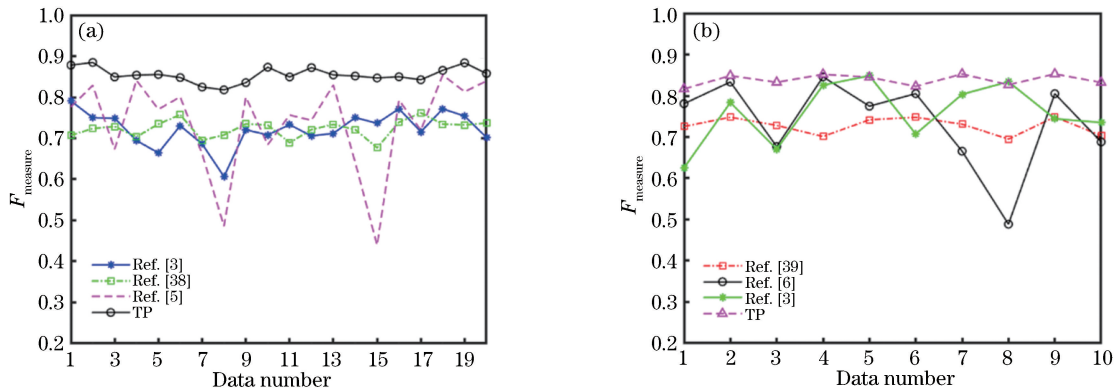 (a)
1.0
0.9
0.8
0.7
0.6
0.5
0.4
0.3
0.2
Fmeasure
Ref. [3]
Ref. [38]
Ref. [5]
TP
1 3 5 7 9 11 13 15 17 19
Data number
(b)
1.0
0.9
0.8
0.7
0.6
0.5
0.4
0.3
0.2
Fmeasure
Ref. [39]
Ref. [6]
Ref. [3]
TP
1 2 3 4 5 6 7 8 9 10
Data number